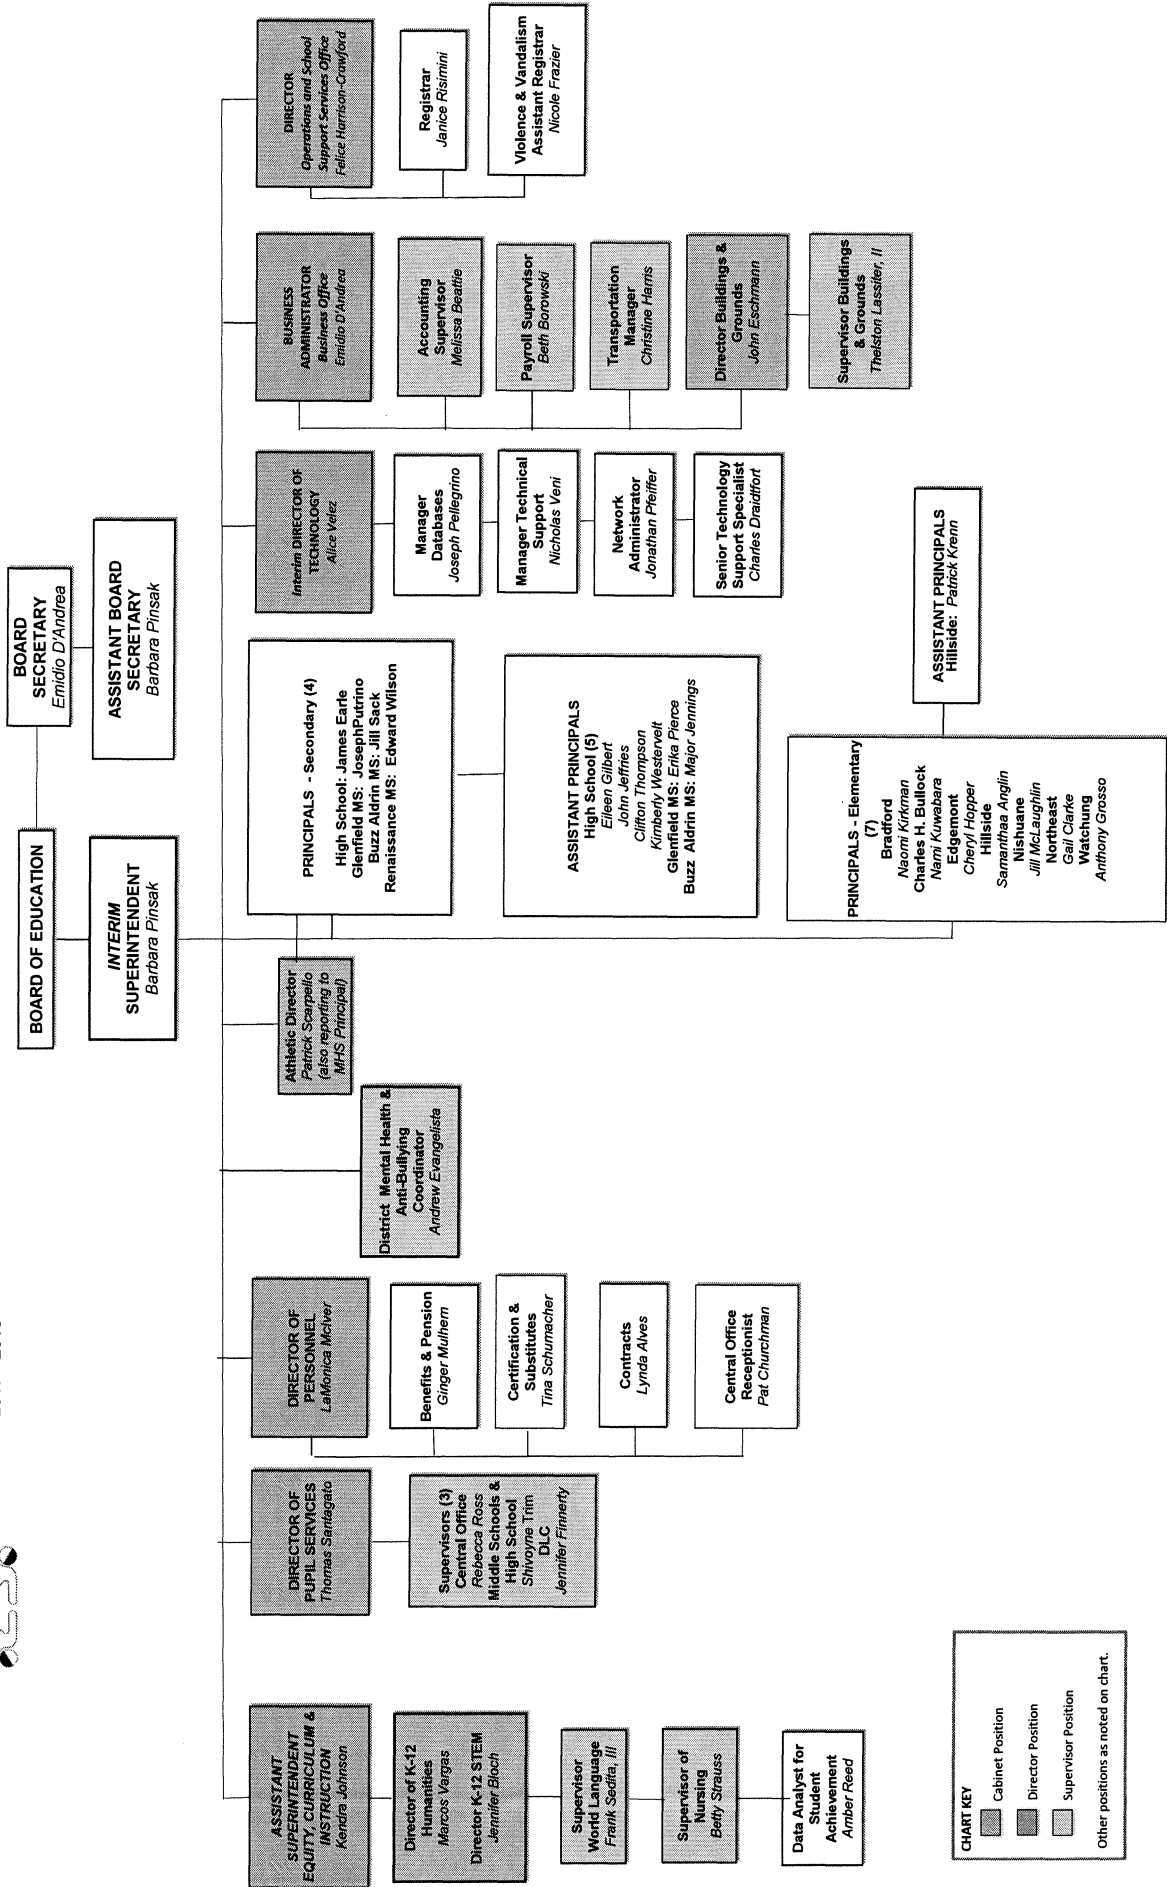 BOARD OF EDUCATION
BOARD
SECRETARY
Emidio D'Andrea
INTERIM
SUPERINTENDENT
Barbara Pinsak
ASSISTANT BOARD
SECRETARY
Barbara Pinsak
ASSISTANT
SUPERINTENDENT
EQUITY, CURRICULUM &
INSTRUCTION
Kendra Johnson
Director of K-12
Humanities
Marcos Vargas
Director K-12 STEM
Jennifer Bloch
Supervisor
World Language
Frank Sedita, III
Supervisor of
Nursing
Betty Strauss
Data Analyst for
Student
Achievement
Amber Reed
DIRECTOR OF
PUPIL SERVICES
Thomas Santagato
Supervisors (3)
Central Office
Rebecca Ross
Middle Schools &
High School
Shivoyne Trim
DLC
Jennifer Finnerty
DIRECTOR OF
PERSONNEL
LaMonica McIver
Benefits & Pension
Ginger Mulhern
Certification &
Substitutes
Tina Schumacher
Contracts
Lynda Alves
Central Office
Receptionist
Pat Churchman
District Mental Health &
Anti-Bullying
Coordinator
Andrew Evangelista
Athletic Director
Patrick Scarpello
(also reporting to
MHS Principal)
PRINCIPALS - Secondary (4)
High School: James Earle
Glenfield MS: JosephPutrino
Buzz Aldrin MS: Jill Sack
Renaissance MS: Edward Wilson
ASSISTANT PRINCIPALS
High School (5)
Eileen Gilbert
John Jeffries
Clifton Thompson
Kimberly Westervelt
Glenfield MS: Erika Pierce
Buzz Aldrin MS: Major Jennings
PRINCIPALS - Elementary
(7)
Bradford
Naomi Kirkman
Charles H. Bullock
Nami Kuwabara
Edgemont
Cheryl Hopper
Hillside
Samanthaa Anglin
Nishuane
Jill McLaughlin
Northeast
Gail Clarke
Watchung
Anthony Grosso
ASSISTANT PRINCIPALS
Hillside: Patrick Krenn
Interim DIRECTOR OF
TECHNOLOGY
Alice Velez
Manager
Databases
Joseph Pellegrino
Manager Technical
Support
Nicholas Veni
Network
Administrator
Jonathan Pfeiffer
Senior Technology
Support Specialist
Charles Draidtfort
BUSINESS
ADMINISTRATOR
Business Office
Emidio D'Andrea
Accounting
Supervisor
Melissa Beattie
Payroll Supervisor
Beth Borowski
Transportation
Manager
Christine Harris
Director Buildings &
Grounds
John Eschmann
Supervisor Buildings
& Grounds
Thelston Lassiter, II
DIRECTOR
Operations and School
Support Services Office
Felice Harrison-Crawford
Registrar
Janice Risimini
Violence & Vandalism
Assistant Registrar
Nicole Frazier
CHART KEY
Cabinet Position
Director Position
Supervisor Position
Other positions as noted on chart.